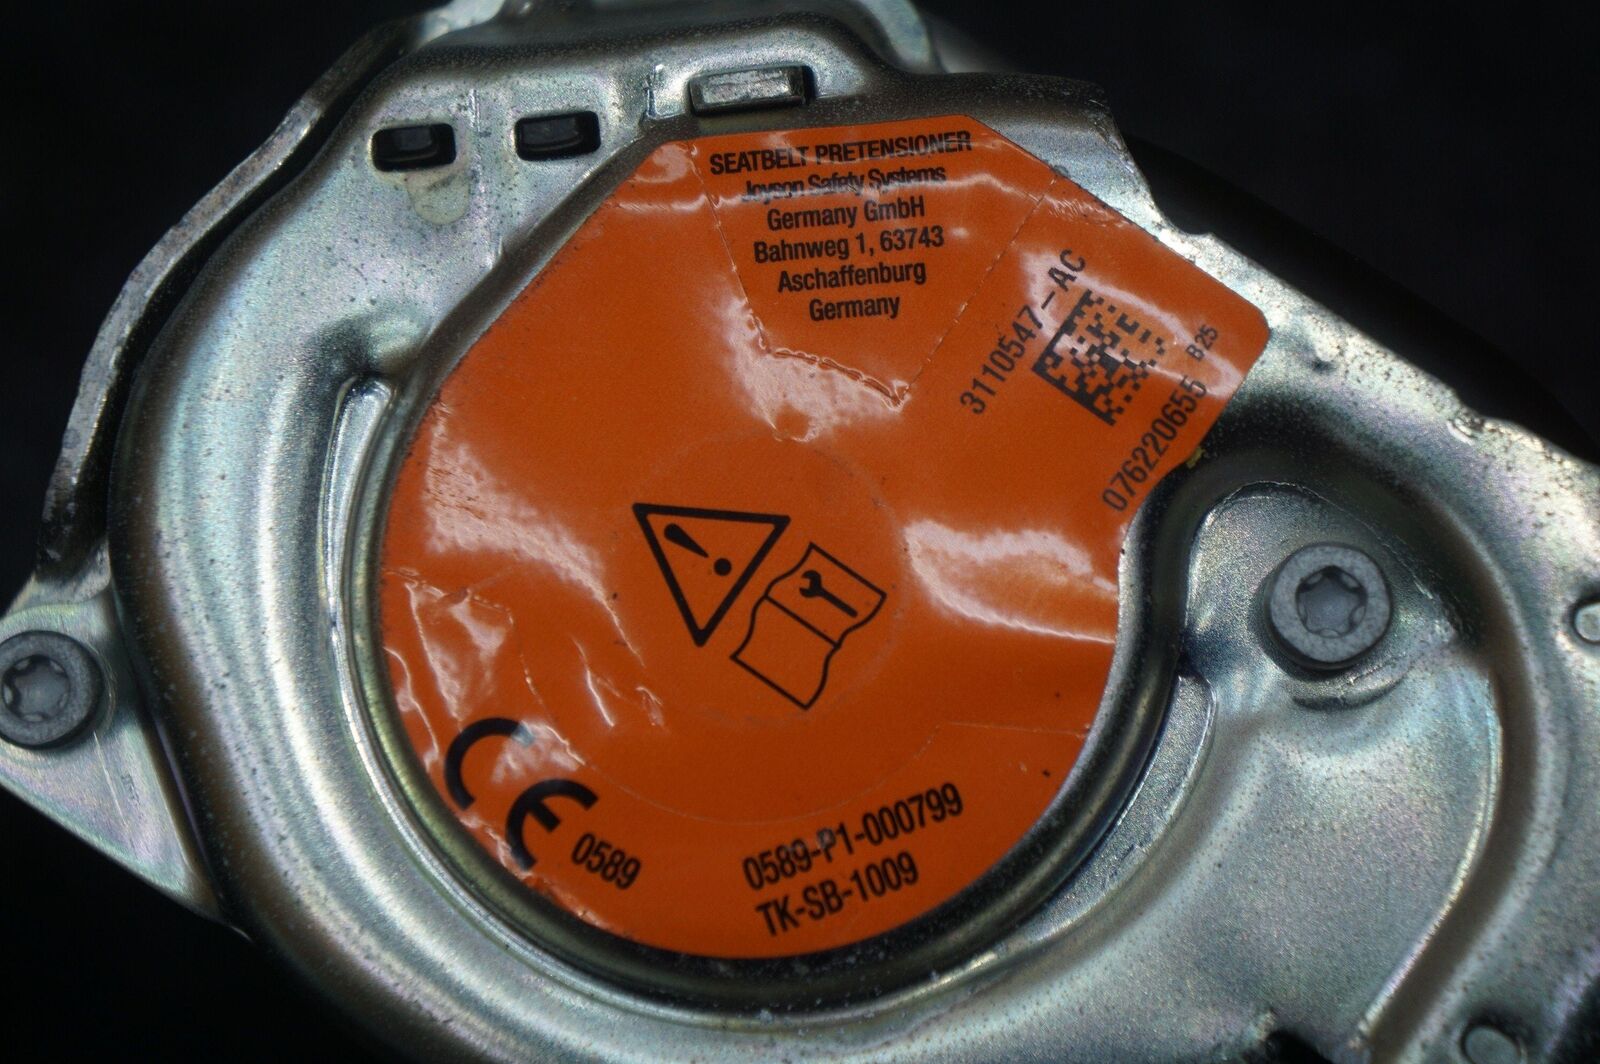 SEATBELT PRETENSIONER
Joyson Safety Systems
Germany GmbH
Bahnweg 1, 63743
Aschaffenburg
Germany
3110547-AC
076220655 B25
CE 0589
0589-P1-000799
TK-SB-1009